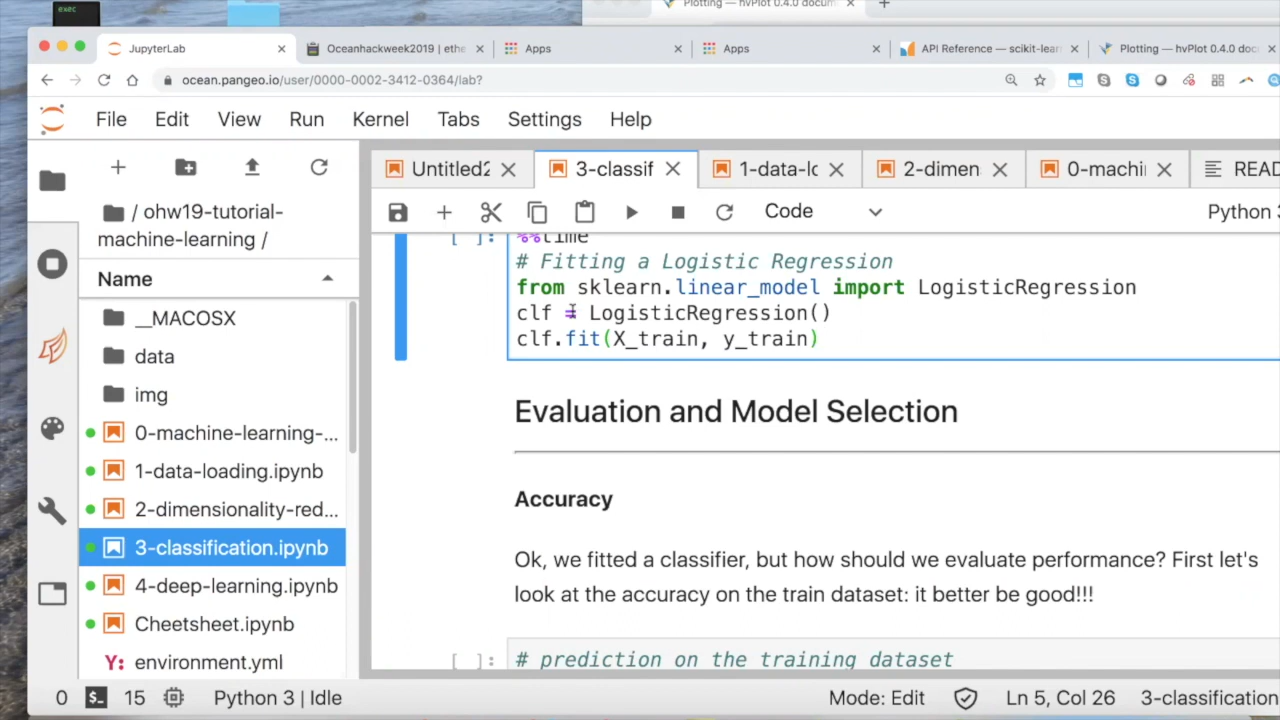 exec
Plotting — hvPlot 0.4.0 docum
JupyterLab
Oceanhackweek2019 | ethe
Apps
Apps
API Reference — scikit-lear
Plotting — hvPlot 0.4.0 doc
ocean.pangeo.io/user/0000-0002-3412-0364/lab?
File Edit View Run Kernel Tabs Settings Help
Untitled2
3-classif
1-data-lo
2-dimen
0-machi
READ
Code
Python 3
/ ohw19-tutorial-
machine-learning /
Name
__MACOSX
data
img
0-machine-learning-...
1-data-loading.ipynb
2-dimensionality-red...
3-classification.ipynb
4-deep-learning.ipynb
Cheetsheet.ipynb
Y: environment.yml
[ ]: %%time
# Fitting a Logistic Regression
from sklearn.linear_model import LogisticRegression
clf = LogisticRegression()
clf.fit(X_train, y_train)
Evaluation and Model Selection
Accuracy
Ok, we fitted a classifier, but how should we evaluate performance? First let's
look at the accuracy on the train dataset: it better be good!!!
[ ]: # prediction on the training dataset
0 $_ 15 Python 3 | Idle Mode: Edit Ln 5, Col 26 3-classification